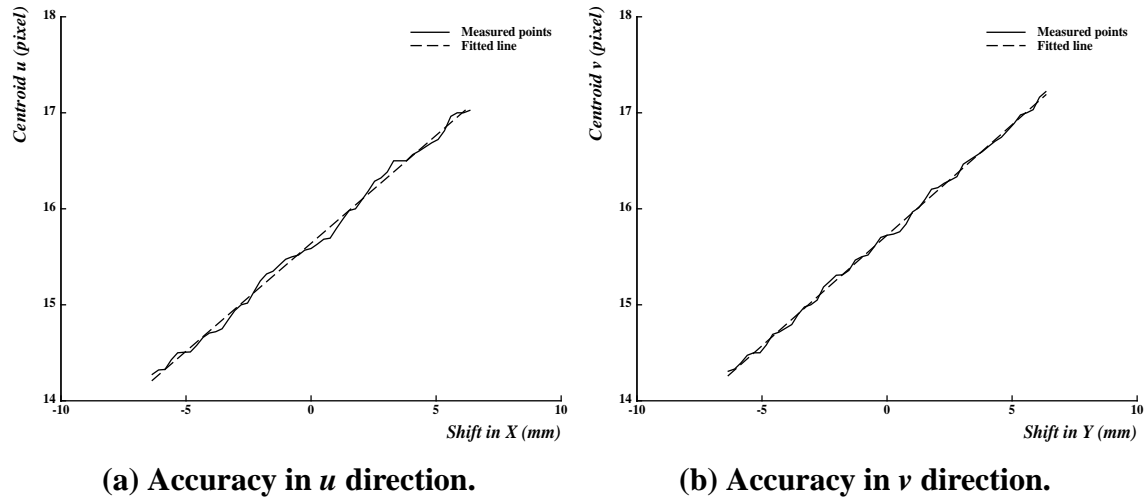 Centroid u (pixel)
18
17
16
15
14
-10
-5
0
5
10
Shift in X (mm)
Measured points
Fitted line
(a) Accuracy in u direction.
Centroid v (pixel)
18
17
16
15
14
-10
-5
0
5
10
Shift in Y (mm)
Measured points
Fitted line
(b) Accuracy in v direction.